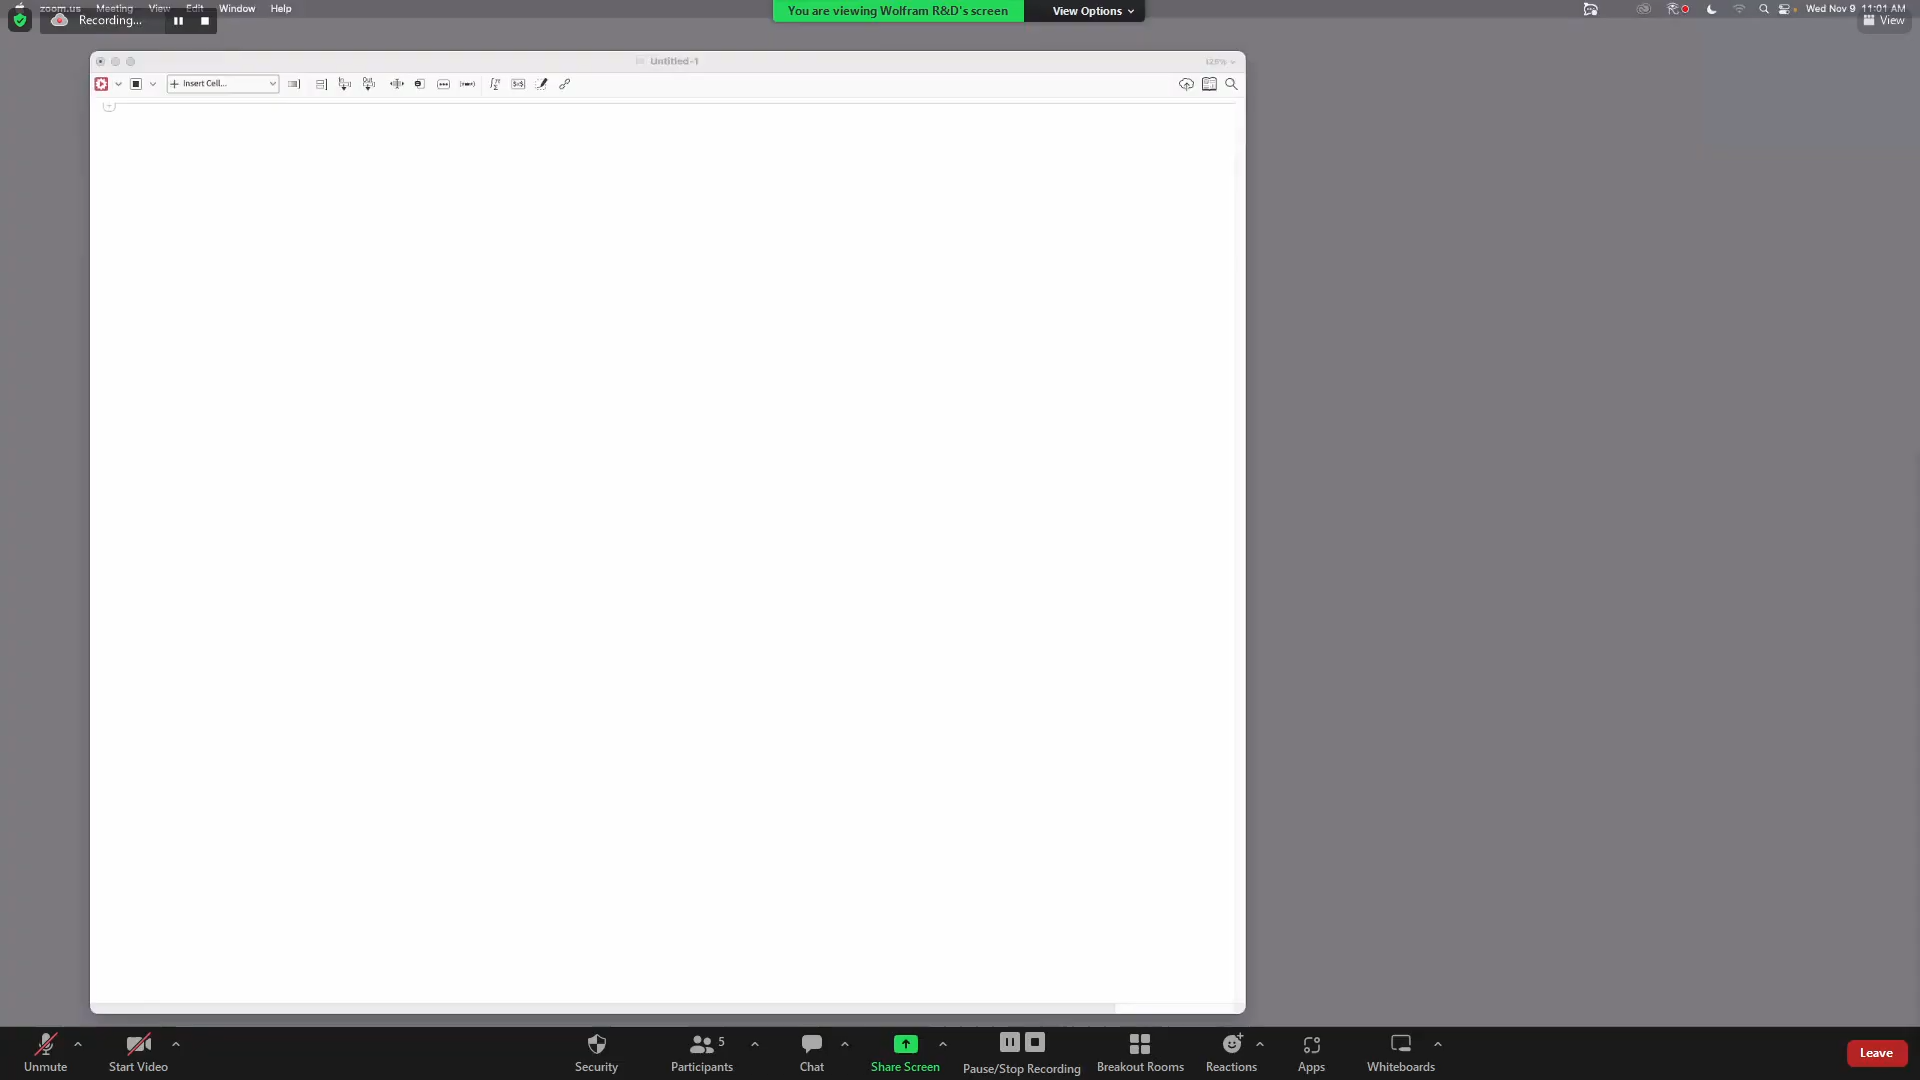 zoom.us Meeting View Edit Window Help
Wed Nov 9 11:01 AM
Recording...
You are viewing Wolfram R&D's screen
View Options
View
Untitled-1
125%
Insert Cell...
Unmute
Start Video
Security
5
Participants
Chat
Share Screen
Pause/Stop Recording
Breakout Rooms
Reactions
Apps
Whiteboards
Leave